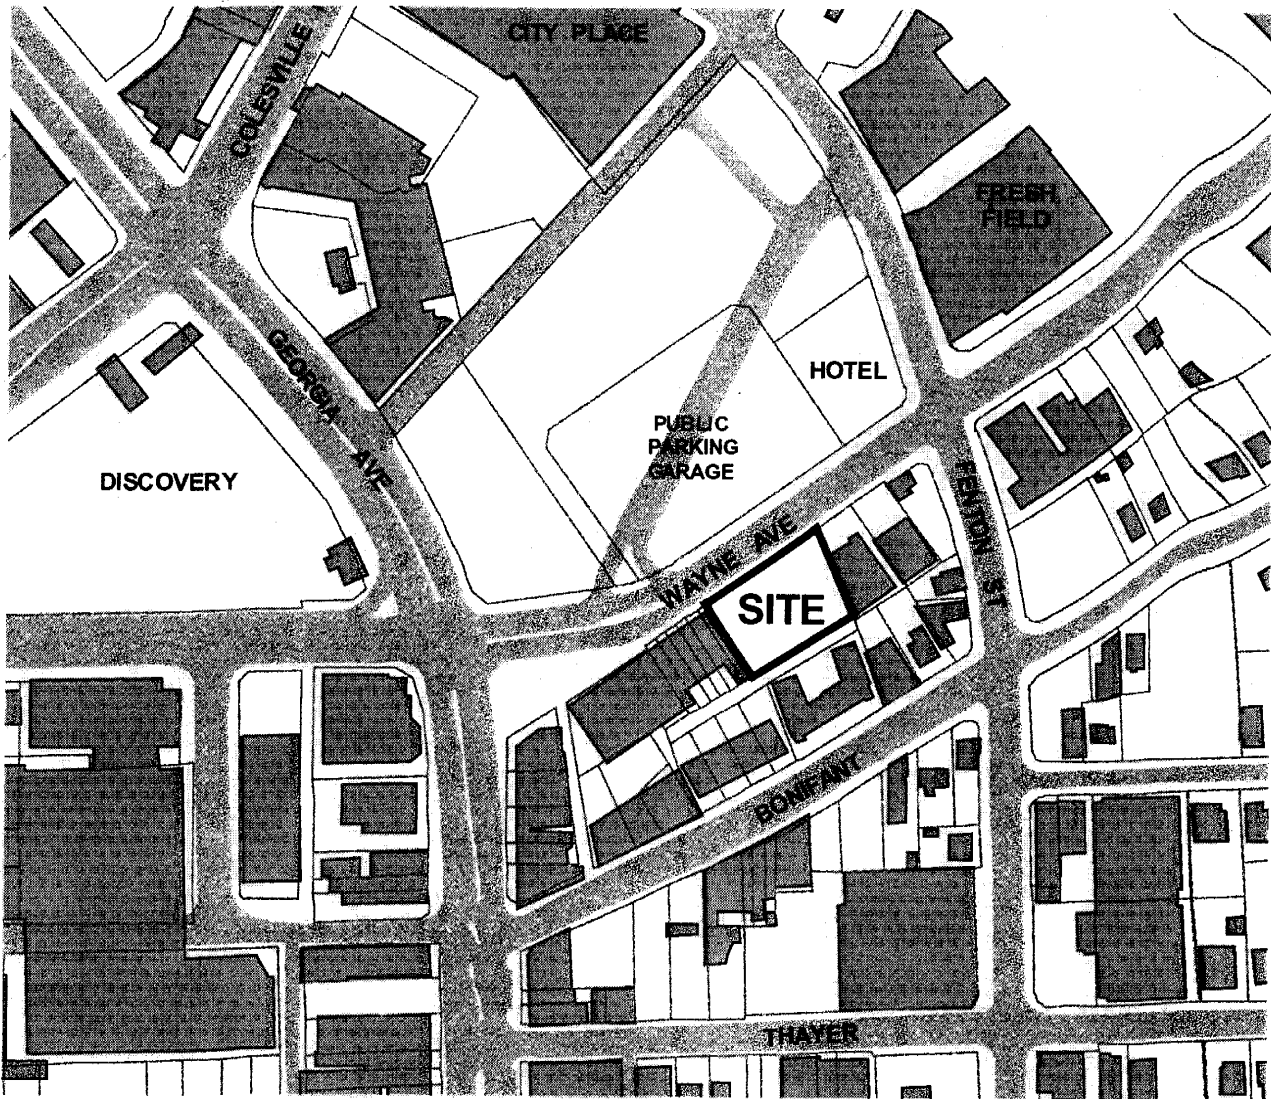 CITY PLACE
COLESVILLE
FRESH
FIELD
GEORGIA AVE
HOTEL
PUBLIC
PARKING
GARAGE
DISCOVERY
FENTON ST
WAYNE AVE
SITE
BONIFANT
THAYER